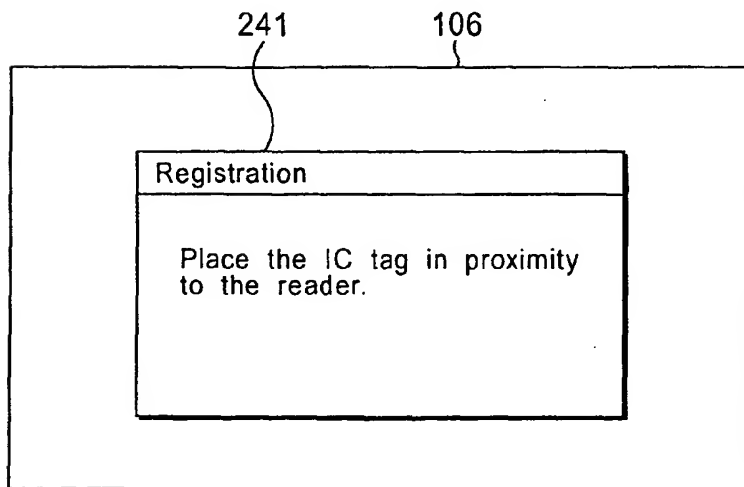 241 106
Registration
Place the IC tag in proximity
to the reader.